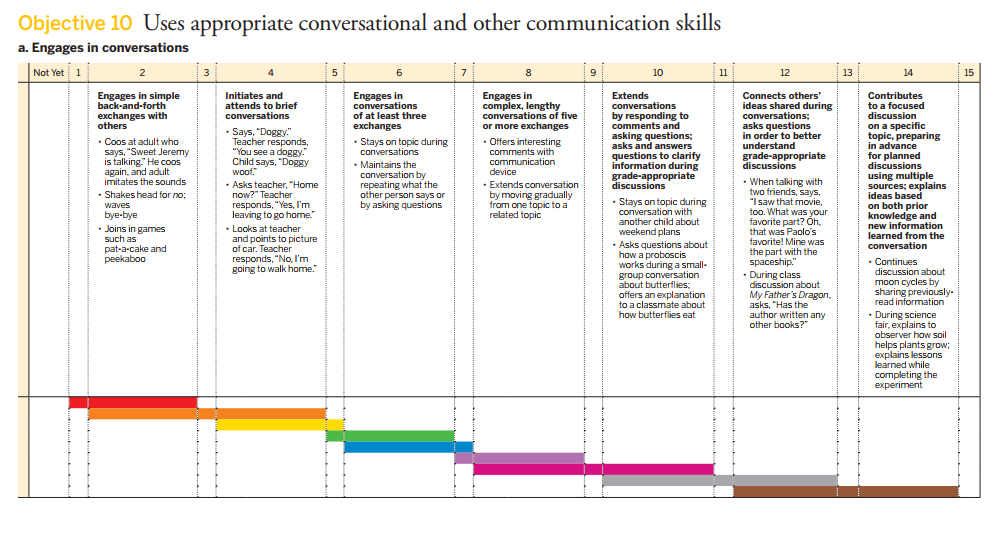 Objective 10 Uses appropriate conversational and other communication skills
a. Engages in conversations
Not Yet 1 2 3 4 5 6 7 8 9 10 11 12 13 14 15
Engages in simple
back-and-forth
exchanges with
others
• Coos at adult who
says, “Sweet Jeremy
is talking.” He coos
again, and adult
imitates the sounds
• Shakes head for no;
waves
bye-bye
• Joins in games
such as
pat-a-cake and
peekaboo
Initiates and
attends to brief
conversations
• Says, “Doggy.”
Teacher responds,
“You see a doggy.”
Child says, “Doggy
woof.”
• Asks teacher, “Home
now?” Teacher
responds, “Yes, I’m
leaving to go home.”
• Looks at teacher
and points to picture
of car. Teacher
responds, “No, I’m
going to walk home.”
Engages in
conversations
of at least three
exchanges
• Stays on topic during
conversations
• Maintains the
conversation by
repeating what the
other person says or
by asking questions
Engages in
complex, lengthy
conversations of five
or more exchanges
• Offers interesting
comments with
communication
device
• Extends conversation
by moving gradually
from one topic to a
related topic
Extends
conversations
by responding to
comments and
asking questions;
asks and answers
questions to clarify
information during
grade-appropriate
discussions
• Stays on topic during
conversation with
another child about
weekend plans
• Asks questions about
how a proboscis
works during a small-
group conversation
about butterflies;
offers an explanation
to a classmate about
how butterflies eat
Connects others’
ideas shared during
conversations;
asks questions
in order to better
understand
grade-appropriate
discussions
• When talking with
two friends, says,
“I saw that movie,
too. What was your
favorite part? Oh,
that was Paolo’s
favorite! Mine was
the part with the
spaceship.”
• During class
discussion about
My Father’s Dragon,
asks, “Has the
author written any
other books?”
Contributes
to a focused
discussion
on a specific
topic, preparing
in advance
for planned
discussions
using multiple
sources; explains
ideas based
on both prior
knowledge and
new information
learned from the
conversation
• Continues
discussion about
moon cycles by
sharing previously-
read information
• During science
fair, explains to
observer how soil
helps plants grow;
explains lessons
learned while
completing the
experiment